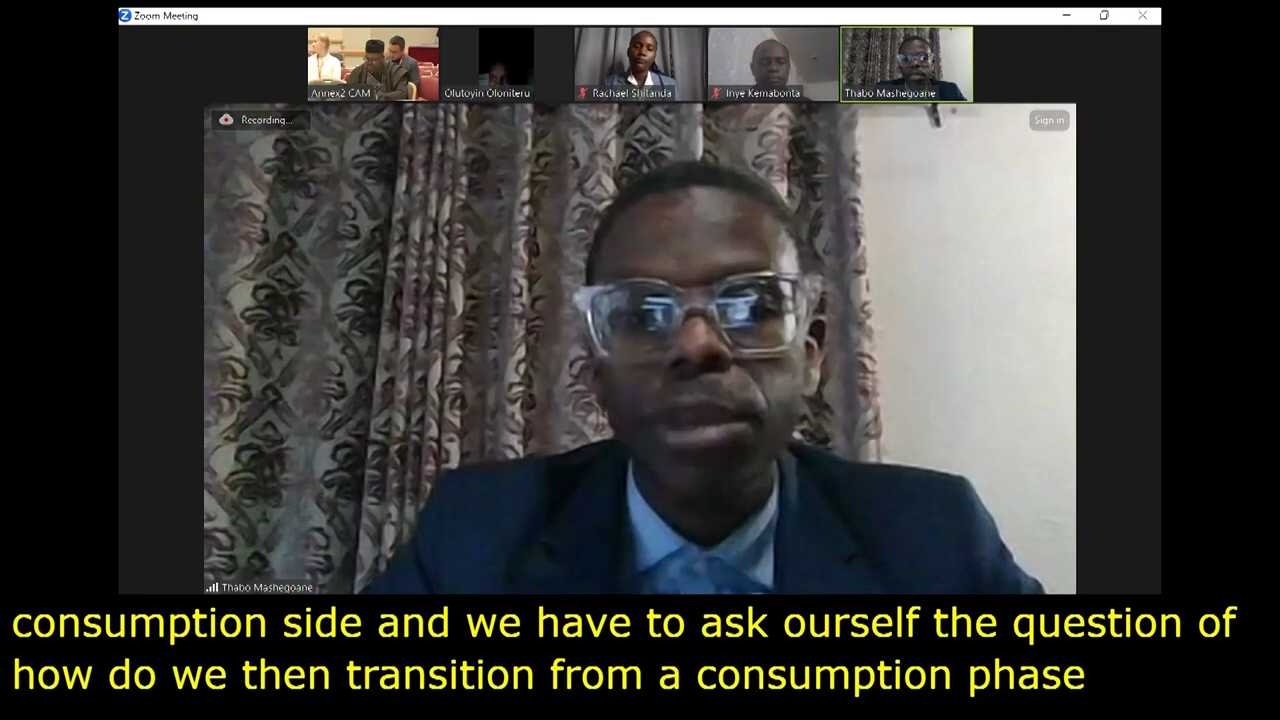 Zoom Meeting
Annex2 CAM
Olutoyin Oloniteru
Rachael Shitanda
Inye Kemabonta
Thabo Mashegoane
Recording...
Sign in
Thabo Mashegoane
consumption side and we have to ask ourself the question of
how do we then transition from a consumption phase